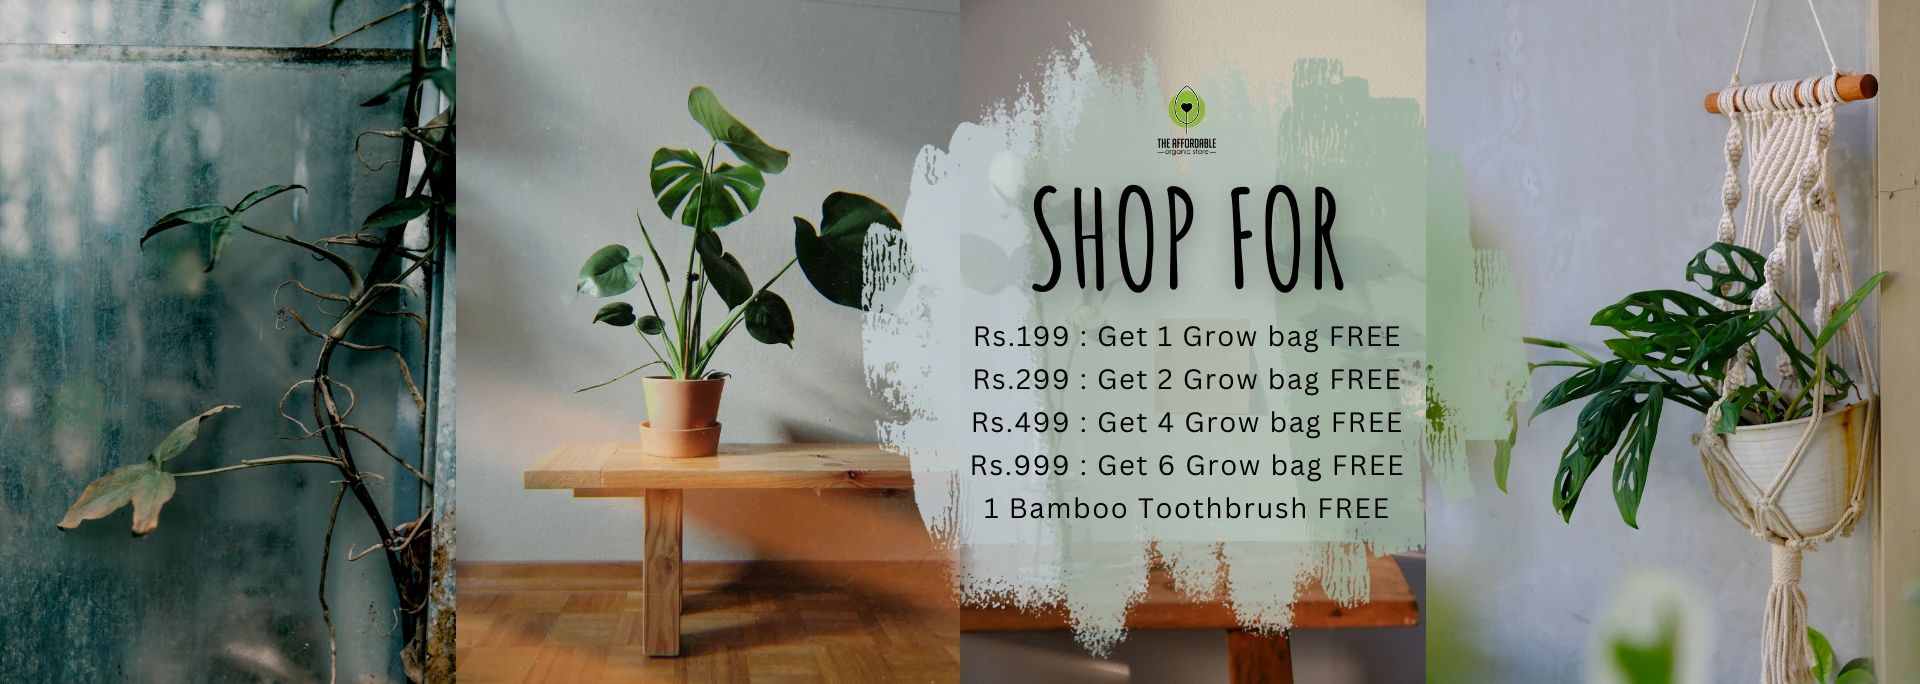 THE AFFORDABLE
organic store
SHOP FOR
Rs.199 : Get 1 Grow bag FREE
Rs.299 : Get 2 Grow bag FREE
Rs.499 : Get 4 Grow bag FREE
Rs.999 : Get 6 Grow bag FREE
1 Bamboo Toothbrush FREE